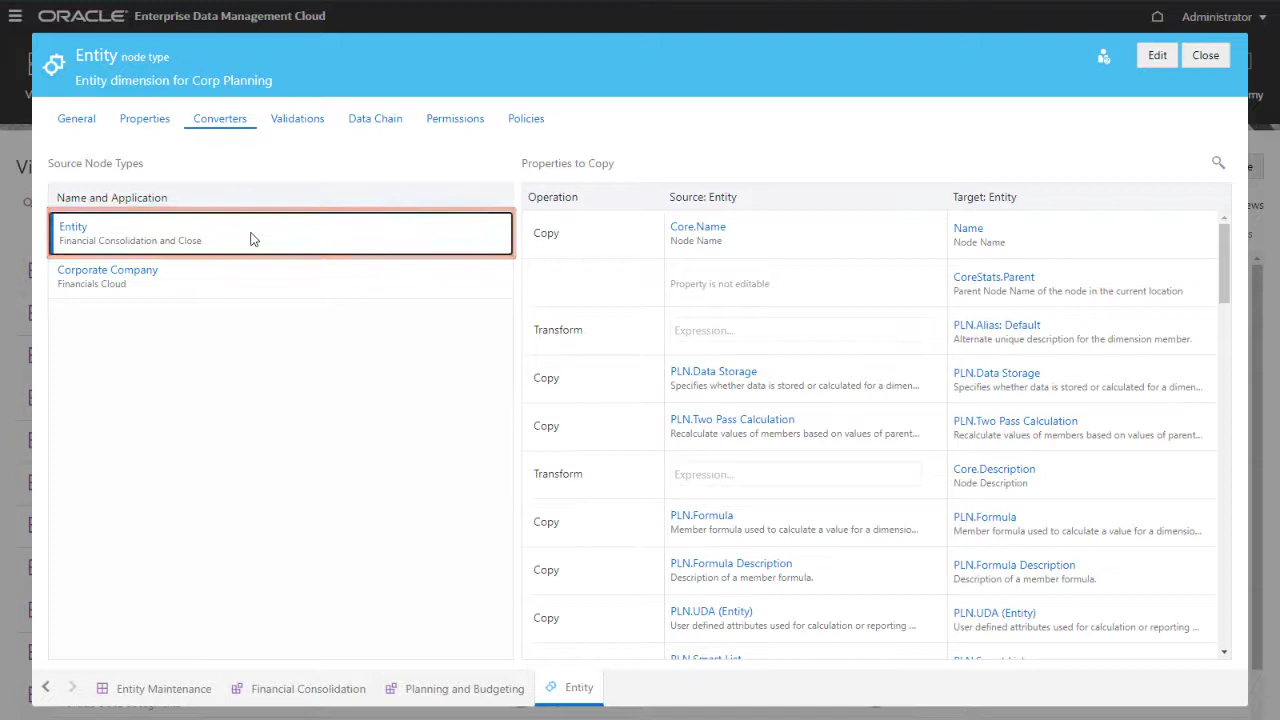 ORACLE Enterprise Data Management Cloud
Administrator
Entity node type
Entity dimension for Corp Planning
Edit
Close
General
Properties
Converters
Validations
Data Chain
Permissions
Policies
Source Node Types
Properties to Copy
Name and Application
Operation
Source: Entity
Target: Entity
Entity
Financial Consolidation and Close
Corporate Company
Financials Cloud
Copy
Core.Name
Node Name
Name
Node Name
Property is not editable
CoreStats.Parent
Parent Node Name of the node in the current location
Transform
Expression...
PLN.Alias: Default
Alternate unique description for the dimension member.
Copy
PLN.Data Storage
Specifies whether data is stored or calculated for a dimen...
PLN.Data Storage
Specifies whether data is stored or calculated for a dimen...
Copy
PLN.Two Pass Calculation
Recalculate values of members based on values of parent...
PLN.Two Pass Calculation
Recalculate values of members based on values of parent...
Transform
Expression...
Core.Description
Node Description
Copy
PLN.Formula
Member formula used to calculate a value for a dimensio...
PLN.Formula
Member formula used to calculate a value for a dimensio...
Copy
PLN.Formula Description
Description of a member formula.
PLN.Formula Description
Description of a member formula.
Copy
PLN.UDA (Entity)
User defined attributes used for calculation or reporting ...
PLN.UDA (Entity)
User defined attributes used for calculation or reporting ...
Entity Maintenance
Financial Consolidation
Planning and Budgeting
Entity